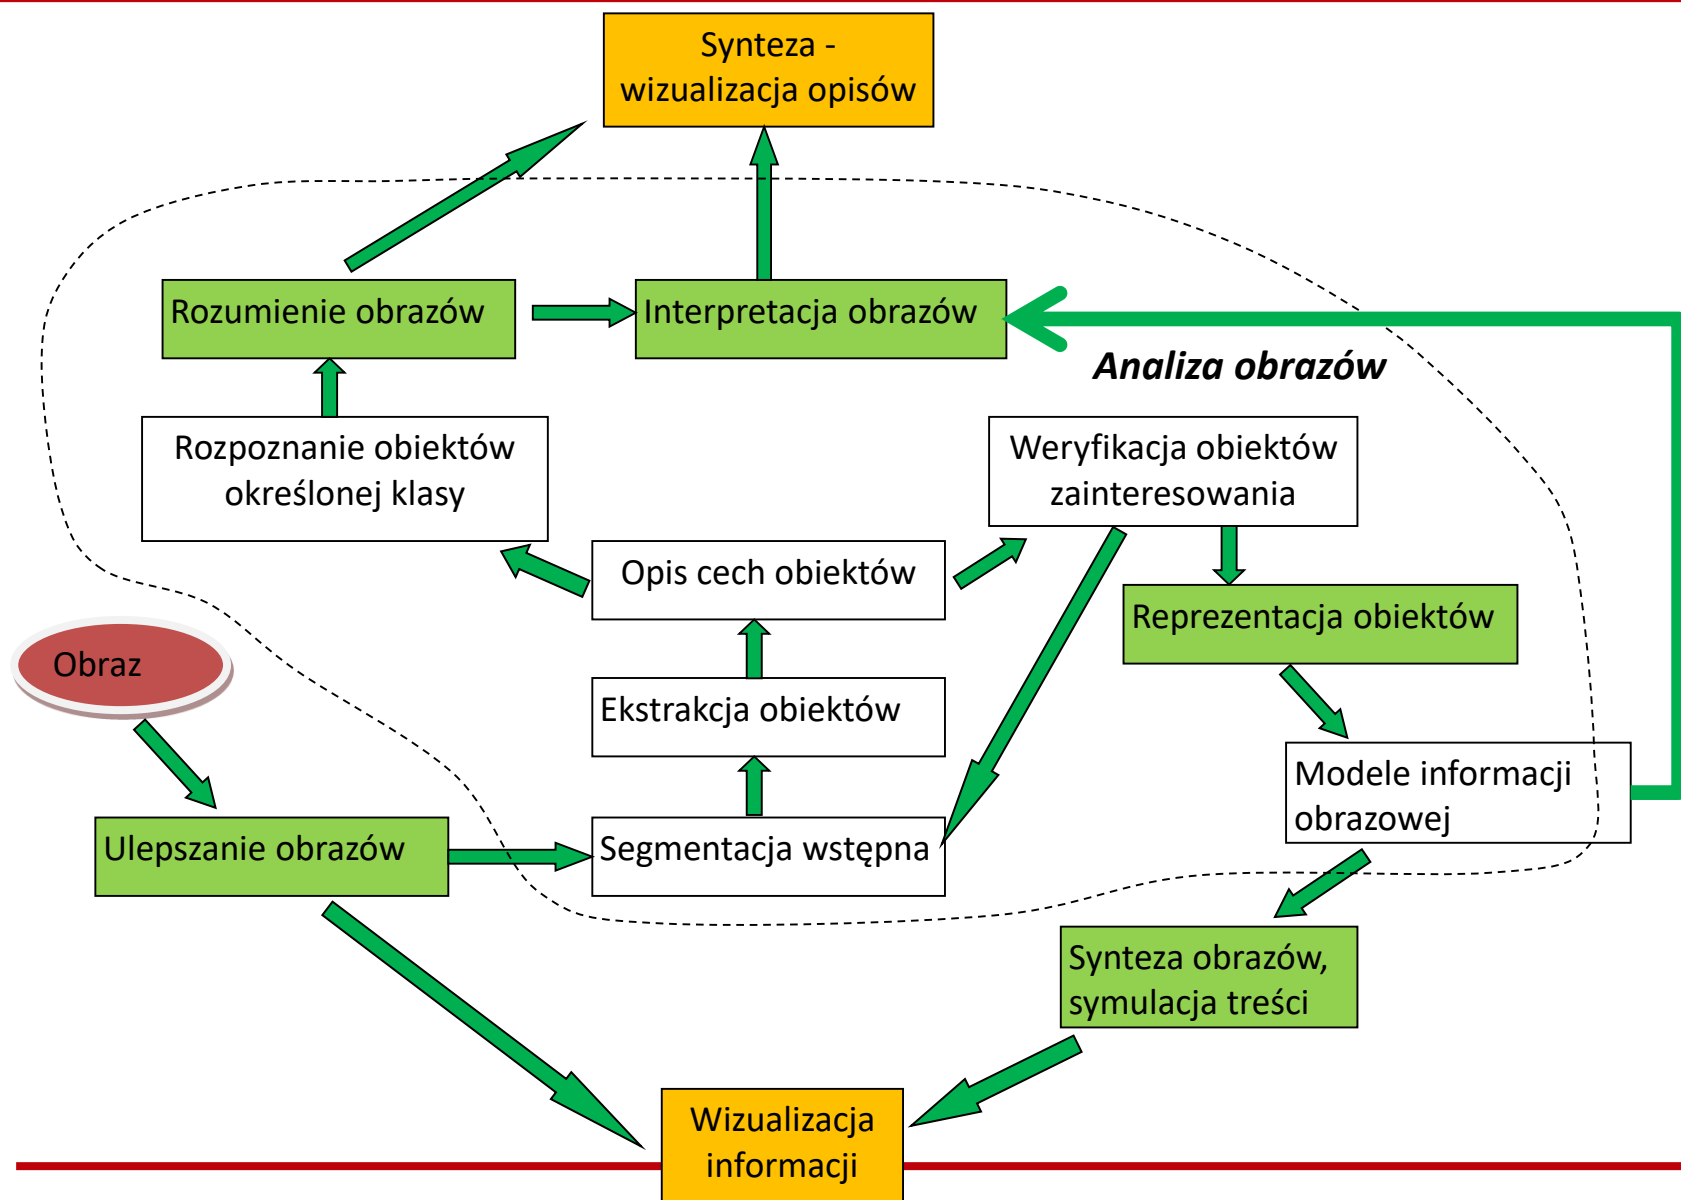 Synteza -
wizualizacja opisów
Rozumienie obrazów
Interpretacja obrazów
Analiza obrazów
Rozpoznanie obiektów
określonej klasy
Weryfikacja obiektów
zainteresowania
Opis cech obiektów
Reprezentacja obiektów
Obraz
Ekstrakcja obiektów
Modele informacji
obrazowej
Ulepszanie obrazów
Segmentacja wstępna
Synteza obrazów,
symulacja treści
Wizualizacja
informacji